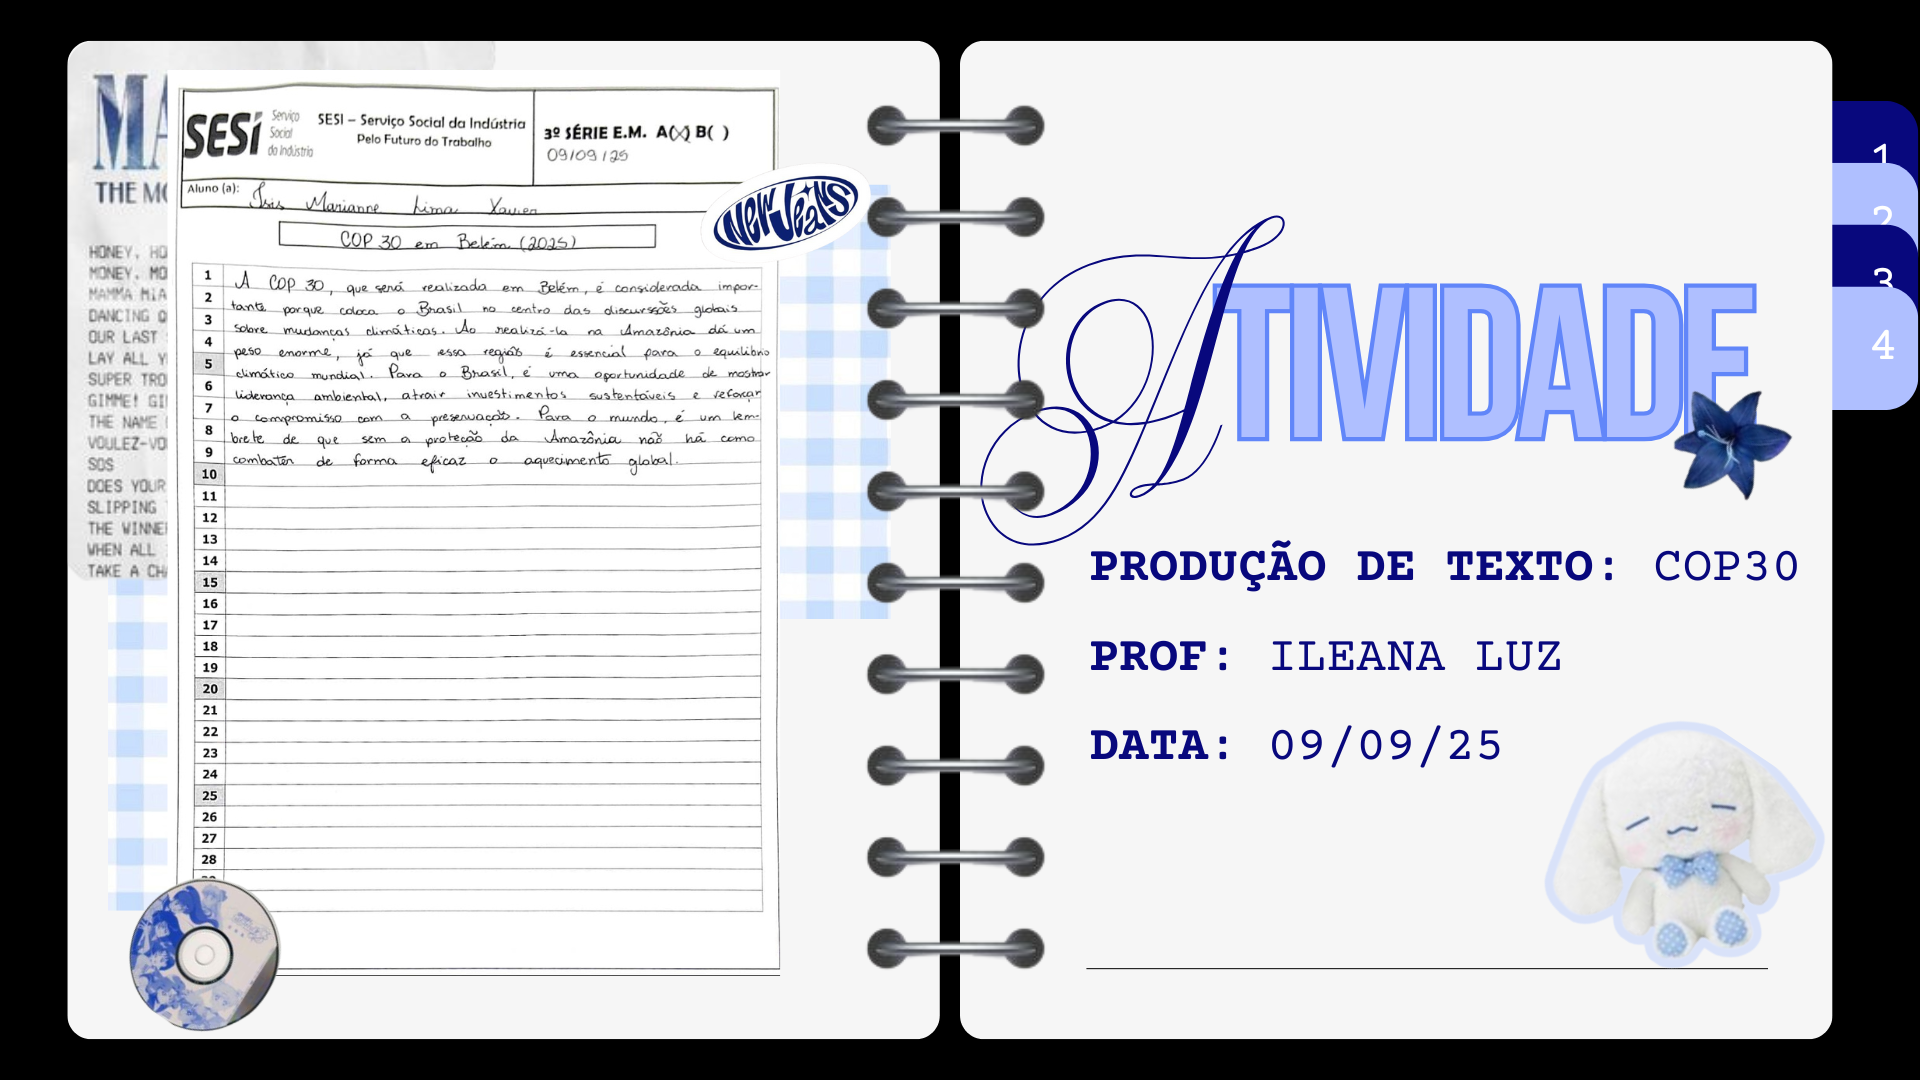 MA
THE MO
HONEY, HO
MONEY, MO
MAMMA MIA
DANCING Q
OUR LAST
LAY ALL Y
SUPER TRO
GIMME! GI
THE NAME
VOULEZ-VO
SOS
DOES YOUR
SLIPPING
THE WINNE
WHEN ALL
TAKE A CH
SESI
Serviço
Social
da Indústria
SESI – Serviço Social da Indústria
Pelo Futuro do Trabalho
3º SÉRIE E.M. A(X) B( )
09/09/25
Aluno (a): Ísis Marianne Lima Xavier
NewJeans
COP 30 em Belém (2025)
1 A COP 30, que será realizada em Belém, é considerada impor-
2 tante porque coloca o Brasil no centro das discurssões globais
3 sobre mudanças climáticas. Ao realizá-la na Amazônia dá um
4 peso enorme, já que essa região é essencial para o equilíbrio
5 climático mundial. Para o Brasil, é uma oportunidade de mostrar
6 liderança ambiental, atrair investimentos sustentáveis e reforçar
7 o compromisso com a preservação. Para o mundo, é um lem-
8 brete de que sem a proteção da Amazônia não há como
9 combater de forma eficaz o aquecimento global.
10
11
12
13
14
15
16
17
18
19
20
21
22
23
24
25
26
27
28
ATIVIDADE
PRODUÇÃO DE TEXTO: COP30
PROF: ILEANA LUZ
DATA: 09/09/25
1
2
3
4